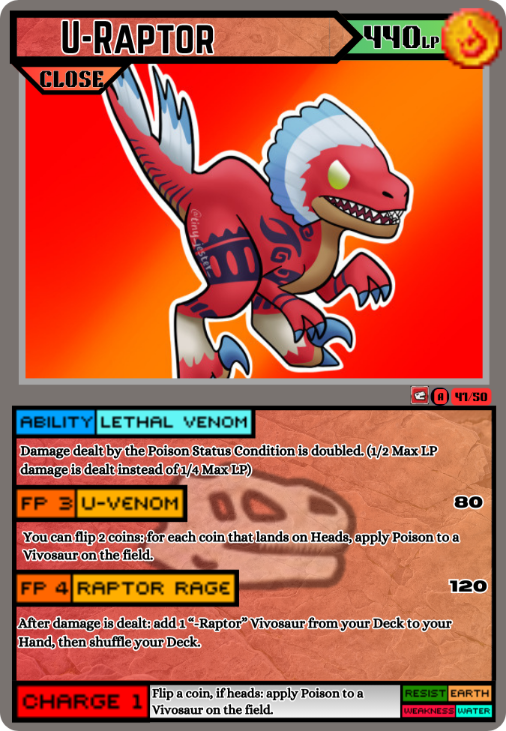 U-RAPTOR
440LP
CLOSE
@tiny_jester_
A 47/50
ABILITY LETHAL VENOM
Damage dealt by the Poison Status Condition is doubled. (1/2 Max LP
damage is dealt instead of 1/4 Max LP)
FP 3 U-VENOM 80
You can flip 2 coins; for each coin that lands on Heads, apply Poison to a
Vivosaur on the field.
FP 4 RAPTOR RAGE 120
After damage is dealt: add 1 “-Raptor” Vivosaur from your Deck to your
Hand, then shuffle your Deck.
CHARGE 1
Flip a coin, if heads: apply Poison to a
Vivosaur on the field.
RESIST EARTH
WEAKNESS WATER